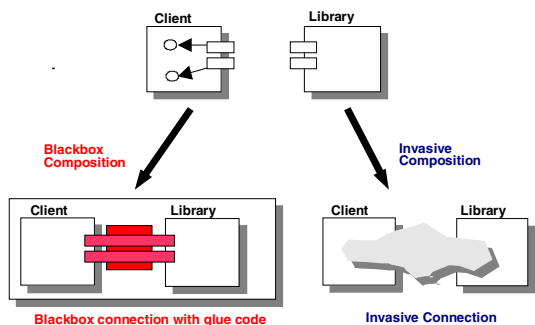 Client
Library
Blackbox
Composition
Invasive
Composition
Client
Library
Client
Library
Blackbox connection with glue code
Invasive Connection